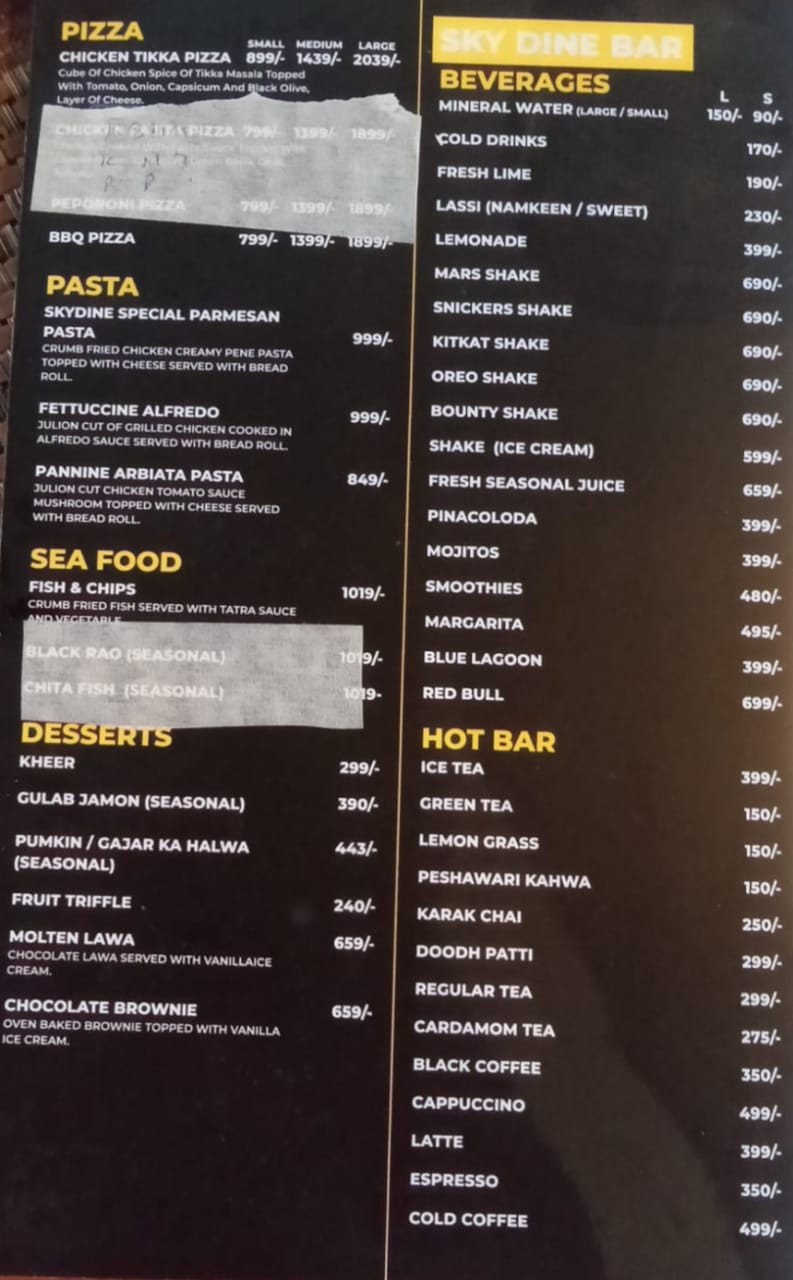 PIZZA
SMALL MEDIUM LARGE
CHICKEN TIKKA PIZZA 899/- 1439/- 2039/-
Cube Of Chicken Spice Of Tikka Masala Topped
With Tomato, Onion, Capsicum And Black Olive,
Layer Of Cheese.
CHICKEN FAJITA PIZZA 799/- 1399/- 1899/-
PEPORONI PIZZA 799/- 1399/- 1899/-
BBQ PIZZA 799/- 1399/- 1899/-
PASTA
SKYDINE SPECIAL PARMESAN
PASTA 999/-
CRUMB FRIED CHICKEN CREAMY PENE PASTA
TOPPED WITH CHEESE SERVED WITH BREAD
ROLL.
FETTUCCINE ALFREDO 999/-
JULION CUT OF GRILLED CHICKEN COOKED IN
ALFREDO SAUCE SERVED WITH BREAD ROLL.
PANNINE ARBIATA PASTA 849/-
JULION CUT CHICKEN TOMATO SAUCE
MUSHROOM TOPPED WITH CHEESE SERVED
WITH BREAD ROLL.
SEA FOOD
FISH & CHIPS 1019/-
CRUMB FRIED FISH SERVED WITH TATRA SAUCE
AND VEGETABLE
BLACK RAO (SEASONAL) 1019/-
CHITA FISH (SEASONAL) 1019-
DESSERTS
KHEER 299/-
GULAB JAMON (SEASONAL) 390/-
PUMKIN / GAJAR KA HALWA 443/-
(SEASONAL)
FRUIT TRIFFLE 240/-
MOLTEN LAWA 659/-
CHOCOLATE LAWA SERVED WITH VANILLAICE
CREAM.
CHOCOLATE BROWNIE 659/-
OVEN BAKED BROWNIE TOPPED WITH VANILLA
ICE CREAM.
SKY DINE BAR
BEVERAGES
L S
MINERAL WATER (LARGE / SMALL) 150/- 90/-
COLD DRINKS 170/-
FRESH LIME 190/-
LASSI (NAMKEEN / SWEET) 230/-
LEMONADE 399/-
MARS SHAKE 690/-
SNICKERS SHAKE 690/-
KITKAT SHAKE 690/-
OREO SHAKE 690/-
BOUNTY SHAKE 690/-
SHAKE (ICE CREAM) 599/-
FRESH SEASONAL JUICE 659/-
PINACOLODA 399/-
MOJITOS 399/-
SMOOTHIES 480/-
MARGARITA 495/-
BLUE LAGOON 399/-
RED BULL 699/-
HOT BAR
ICE TEA 399/-
GREEN TEA 150/-
LEMON GRASS 150/-
PESHAWARI KAHWA 150/-
KARAK CHAI 250/-
DOODH PATTI 299/-
REGULAR TEA 299/-
CARDAMOM TEA 275/-
BLACK COFFEE 350/-
CAPPUCCINO 499/-
LATTE 399/-
ESPRESSO 350/-
COLD COFFEE 499/-